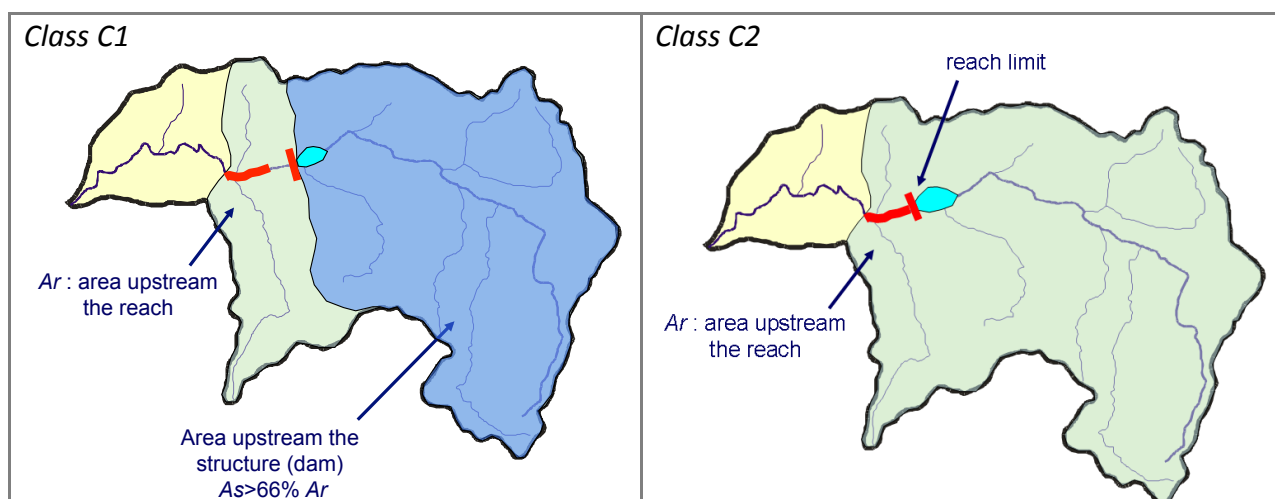 Class C1
Ar : area upstream
the reach
Area upstream the
structure (dam)
As>66% Ar
Class C2
reach limit
Ar : area upstream
the reach